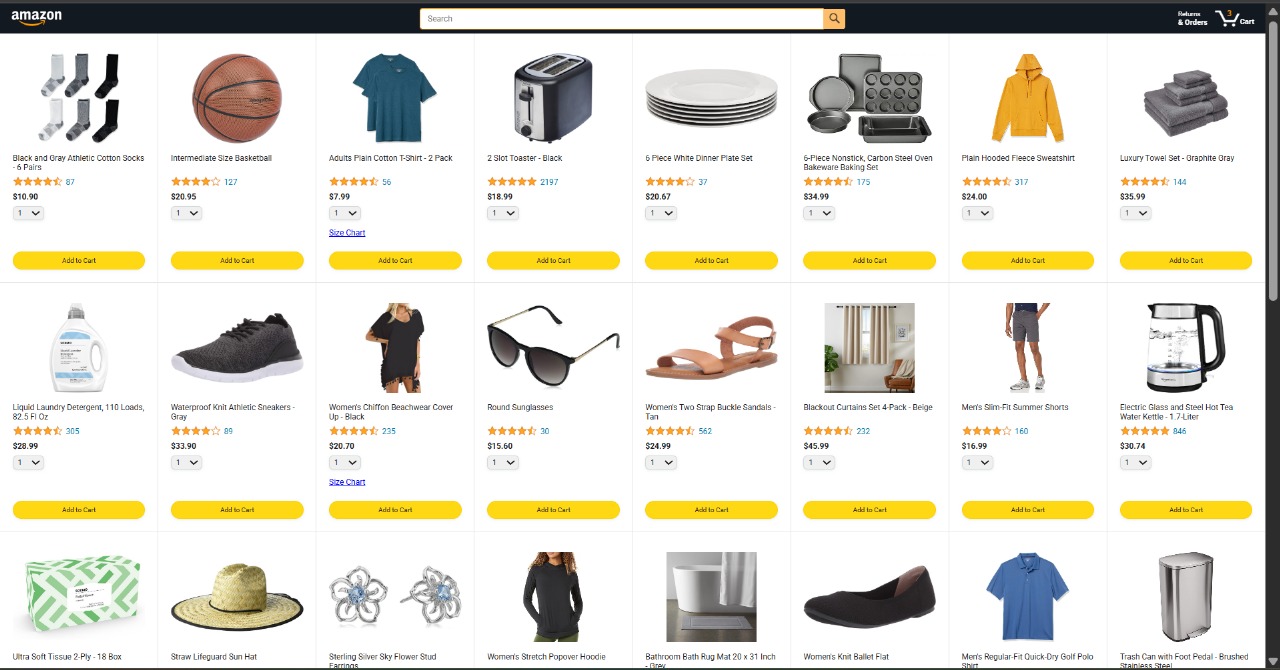 amazon
Search
Returns
& Orders
3
Cart
Black and Gray Athletic Cotton Socks
- 6 Pairs
87
$10.90
1
Add to Cart
Intermediate Size Basketball
127
$20.95
1
Add to Cart
Adults Plain Cotton T-Shirt - 2 Pack
56
$7.99
1
Size Chart
Add to Cart
2 Slot Toaster - Black
2197
$18.99
1
Add to Cart
6 Piece White Dinner Plate Set
37
$20.67
1
Add to Cart
6-Piece Nonstick, Carbon Steel Oven
Bakeware Baking Set
175
$34.99
1
Add to Cart
Plain Hooded Fleece Sweatshirt
317
$24.00
1
Add to Cart
Luxury Towel Set - Graphite Gray
144
$35.99
1
Add to Cart
Liquid Laundry Detergent, 110 Loads,
82.5 Fl Oz
305
$28.99
1
Add to Cart
Waterproof Knit Athletic Sneakers -
Gray
89
$33.90
1
Add to Cart
Women's Chiffon Beachwear Cover
Up - Black
235
$20.70
1
Size Chart
Add to Cart
Round Sunglasses
30
$15.60
1
Add to Cart
Women's Two Strap Buckle Sandals -
Tan
562
$24.99
1
Add to Cart
Blackout Curtains Set 4-Pack - Beige
232
$45.99
1
Add to Cart
Men's Slim-Fit Summer Shorts
160
$16.99
1
Add to Cart
Electric Glass and Steel Hot Tea
Water Kettle - 1.7-Liter
846
$30.74
1
Add to Cart
Ultra Soft Tissue 2-Ply - 18 Box
Straw Lifeguard Sun Hat
Sterling Silver Sky Flower Stud
Earrings
Women's Stretch Popover Hoodie
Bathroom Bath Rug Mat 20 x 31 Inch
- Grey
Women's Knit Ballet Flat
Men's Regular-Fit Quick-Dry Golf Polo
Shirt
Trash Can with Foot Pedal - Brushed
Stainless Steel